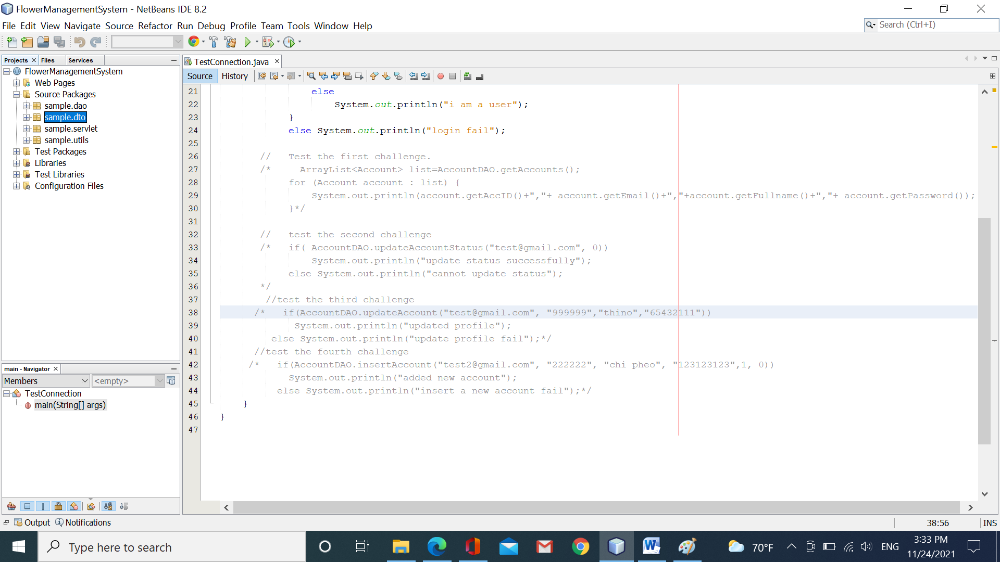 FlowerManagementSystem - NetBeans IDE 8.2
File Edit View Navigate Source Refactor Run Debug Profile Team Tools Window Help
Search (Ctrl+I)
Projects Files Services
FlowerManagementSystem
Web Pages
Source Packages
sample.dao
sample.dto
sample.servlet
sample.utils
Test Packages
Libraries
Test Libraries
Configuration Files
main - Navigator
Members <empty>
TestConnection
main(String[] args)
TestConnection.java
Source History
21 else
22 System.out.println("i am a user");
23 }
24 else System.out.println("login fail");
25
26 // Test the first challenge.
27 /* ArrayList<Account> list=AccountDAO.getAccounts();
28 for (Account account : list) {
29 System.out.println(account.getAccID()+","+ account.getEmail()+","+account.getFullname()+","+ account.getPassword());
30 }*/
31
32 // test the second challenge
33 /* if( AccountDAO.updateAccountStatus("test@gmail.com", 0))
34 System.out.println("update status successfully");
35 else System.out.println("cannot update status");
36 */
37 //test the third challenge
38 /* if(AccountDAO.updateAccount("test@gmail.com", "999999","thino","65432111"))
39 System.out.println("updated profile");
40 else System.out.println("update profile fail");*/
41 //test the fourth challenge
42 /* if(AccountDAO.insertAccount("test2@gmail.com", "222222", "chi pheo", "123123123",1, 0))
43 System.out.println("added new account");
44 else System.out.println("insert a new account fail");*/
45 }
46 }
47
Output Notifications
38:56 INS
Type here to search
70°F ENG
3:33 PM
11/24/2021